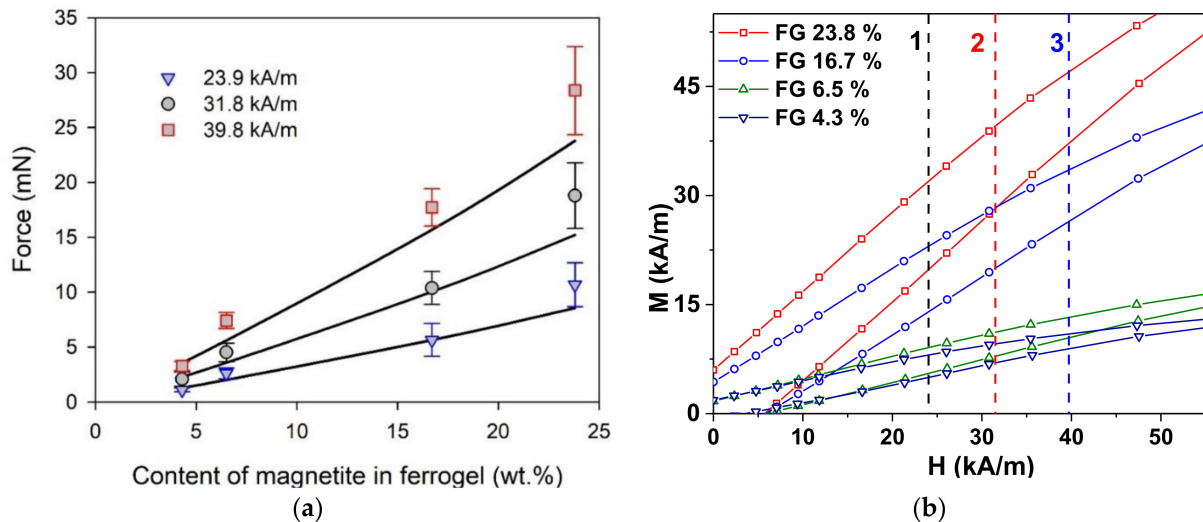 35
30
25
20
15
10
5
0
Force (mN)
23.9 kA/m
31.8 kA/m
39.8 kA/m
0 5 10 15 20 25
Content of magnetite in ferrogel (wt.%)
(a)
FG 23.8 %
FG 16.7 %
FG 6.5 %
FG 4.3 %
1 2 3
45
30
15
0
M (kA/m)
0 10 20 30 40 50
H (kA/m)
(b)